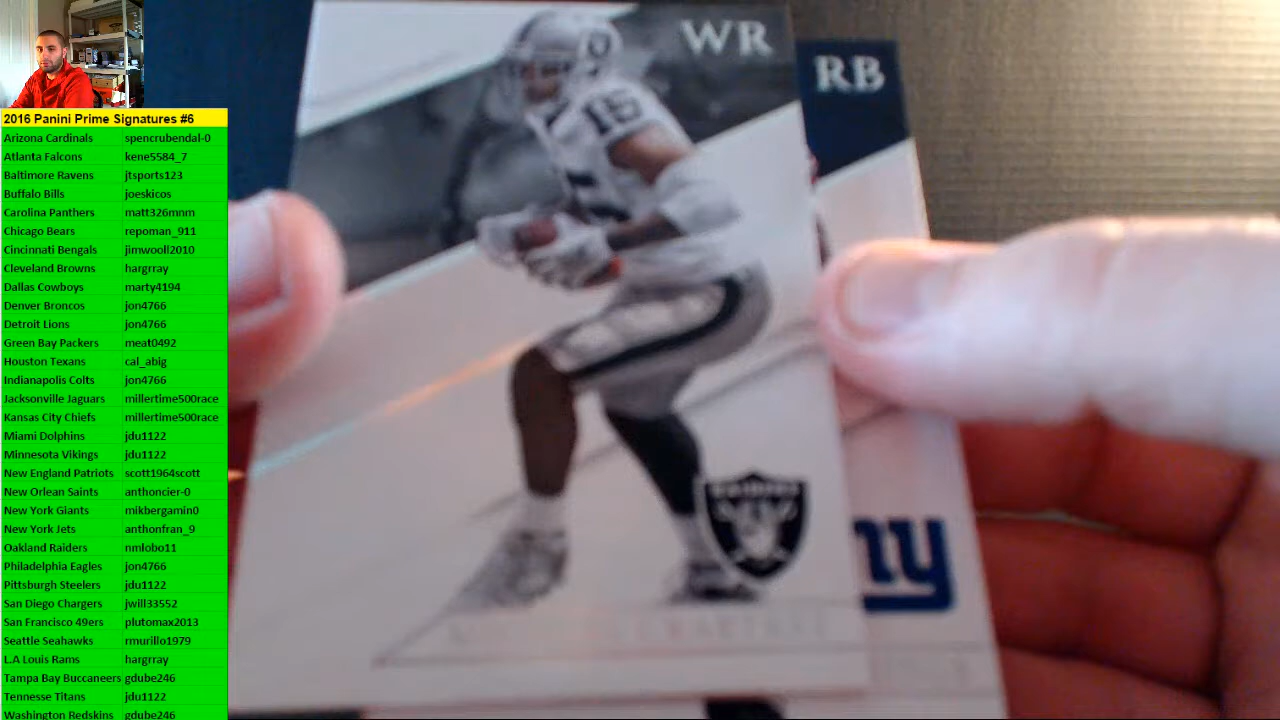 2016 Panini Prime Signatures #6
Arizona Cardinals spencrubendal-0
Atlanta Falcons kene5584_7
Baltimore Ravens jtsports123
Buffalo Bills joeskicos
Carolina Panthers matt326mnm
Chicago Bears repoman_911
Cincinnati Bengals jimwooll2010
Cleveland Browns hargrray
Dallas Cowboys marty4194
Denver Broncos jon4766
Detroit Lions jon4766
Green Bay Packers meat0492
Houston Texans cal_abig
Indianapolis Colts jon4766
Jacksonville Jaguars millertime500race
Kansas City Chiefs millertime500race
Miami Dolphins jdu1122
Minnesota Vikings jdu1122
New England Patriots scott1964scott
New Orlean Saints anthoncier-0
New York Giants mikbergamin0
New York Jets anthonfran_9
Oakland Raiders nmlobo11
Philadelphia Eagles jon4766
Pittsburgh Steelers jdu1122
San Diego Chargers jwill33552
San Francisco 49ers plutomax2013
Seattle Seahawks rmurillo1979
L.A Louis Rams hargrray
Tampa Bay Buccaneers gdube246
Tennesse Titans jdu1122
Washington Redskins gdube246
WR
RB
15
RAIDERS
ny